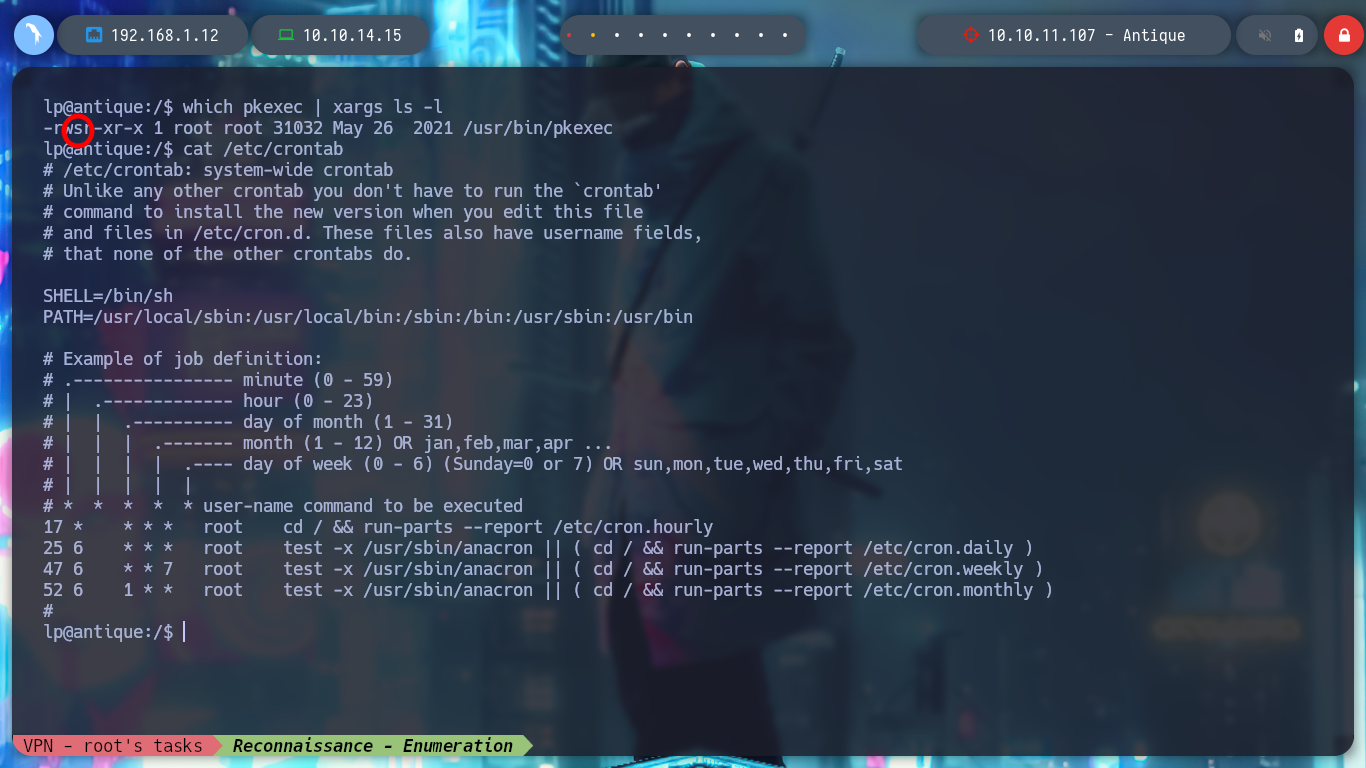 192.168.1.12 10.10.14.15 10.10.11.107 - Antique
lp@antique:/$ which pkexec | xargs ls -l
-rwsr-xr-x 1 root root 31032 May 26  2021 /usr/bin/pkexec
lp@antique:/$ cat /etc/crontab
# /etc/crontab: system-wide crontab
# Unlike any other crontab you don't have to run the `crontab'
# command to install the new version when you edit this file
# and files in /etc/cron.d. These files also have username fields,
# that none of the other crontabs do.

SHELL=/bin/sh
PATH=/usr/local/sbin:/usr/local/bin:/sbin:/bin:/usr/sbin:/usr/bin

# Example of job definition:
# .---------------- minute (0 - 59)
# |  .------------- hour (0 - 23)
# |  |  .---------- day of month (1 - 31)
# |  |  |  .------- month (1 - 12) OR jan,feb,mar,apr ...
# |  |  |  |  .---- day of week (0 - 6) (Sunday=0 or 7) OR sun,mon,tue,wed,thu,fri,sat
# |  |  |  |  |
# *  *  *  *  * user-name command to be executed
17 *    * * *   root    cd / && run-parts --report /etc/cron.hourly
25 6    * * *   root    test -x /usr/sbin/anacron || ( cd / && run-parts --report /etc/cron.daily )
47 6    * * 7   root    test -x /usr/sbin/anacron || ( cd / && run-parts --report /etc/cron.weekly )
52 6    1 * *   root    test -x /usr/sbin/anacron || ( cd / && run-parts --report /etc/cron.monthly )
#
lp@antique:/$
VPN - root's tasks Reconnaissance - Enumeration